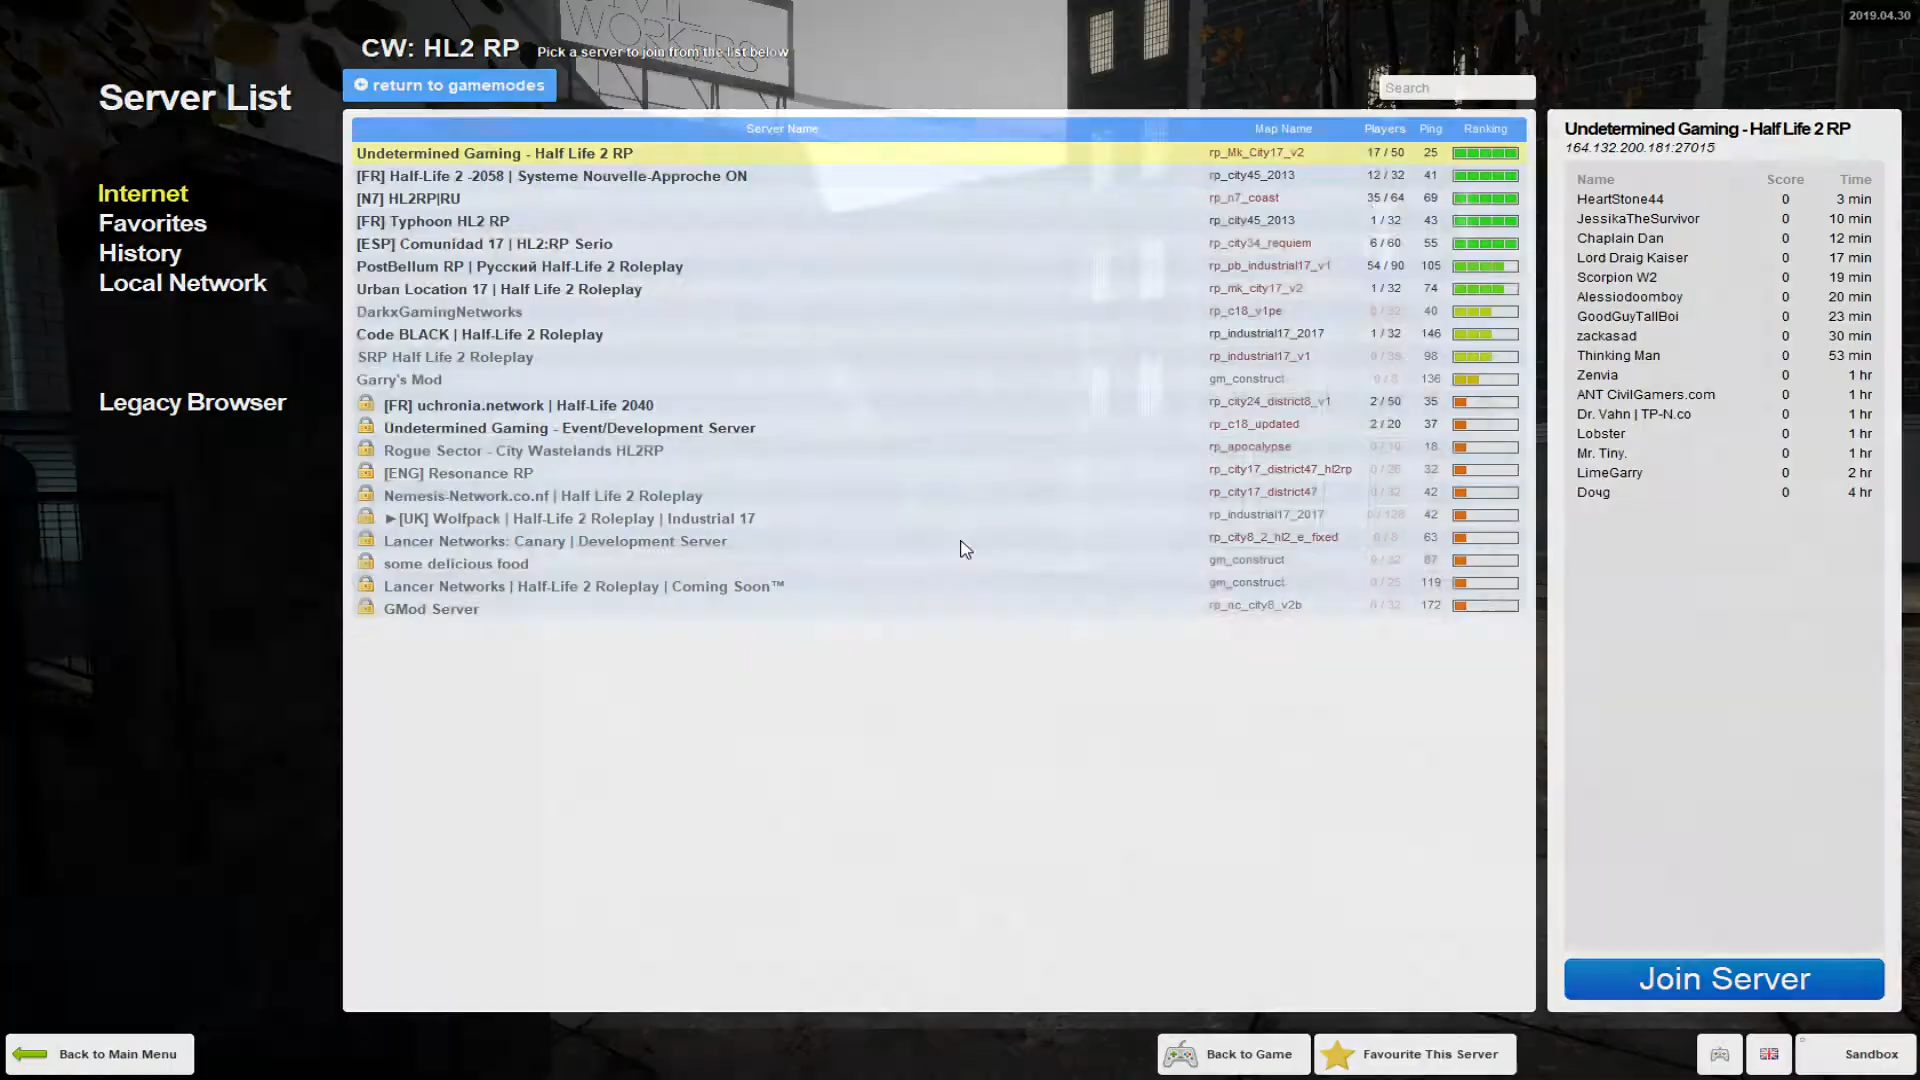 2019.04.30
CIVIL
WORKERS
CW: HL2 RP Pick a server to join from the list below
return to gamemodes
Search
Server List
Internet
Favorites
History
Local Network
Legacy Browser
Server Name Map Name Players Ping Ranking
Undetermined Gaming - Half Life 2 RP rp_Mk_City17_v2 17 / 50 25
[FR] Half-Life 2 -2058 | Systeme Nouvelle-Approche ON rp_city45_2013 12 / 32 41
[N7] HL2RP|RU rp_n7_coast 35 / 64 69
[FR] Typhoon HL2 RP rp_city45_2013 1 / 32 43
[ESP] Comunidad 17 | HL2:RP Serio rp_city34_requiem 6 / 60 55
PostBellum RP | Русский Half-Life 2 Roleplay rp_pb_industrial17_v1 54 / 90 105
Urban Location 17 | Half Life 2 Roleplay rp_mk_city17_v2 1 / 32 74
DarkxGamingNetworks rp_c18_v1pe 0 / 32 40
Code BLACK | Half-Life 2 Roleplay rp_industrial17_2017 1 / 32 146
SRP Half Life 2 Roleplay rp_industrial17_v1 98
Garry's Mod gm_construct 0 / 8 136
[FR] uchronia.network | Half-Life 2040 rp_city24_district8_v1 2 / 50 35
Undetermined Gaming - Event/Development Server rp_c18_updated 2 / 20 37
Rogue Sector - City Wastelands HL2RP rp_apocalypse 18
[ENG] Resonance RP rp_city17_district47_hl2rp 32
Nemesis-Network.co.nf | Half Life 2 Roleplay rp_city17_district47 0 / 32 42
►[UK] Wolfpack | Half-Life 2 Roleplay | Industrial 17 rp_industrial17_2017 0 / 128 42
Lancer Networks: Canary | Development Server rp_city8_2_hl2_e_fixed 63
some delicious food gm_construct 0 / 32 87
Lancer Networks | Half-Life 2 Roleplay | Coming Soon™ gm_construct 0 / 25 119
GMod Server rp_nc_city8_v2b 172
Undetermined Gaming - Half Life 2 RP
164.132.200.181:27015
Name Score Time
HeartStone44 0 3 min
JessikaTheSurvivor 0 10 min
Chaplain Dan 0 12 min
Lord Draig Kaiser 0 17 min
Scorpion W2 0 19 min
Alessiodoomboy 0 20 min
GoodGuyTallBoi 0 23 min
zackasad 0 30 min
Thinking Man 0 53 min
Zenvia 0 1 hr
ANT CivilGamers.com 0 1 hr
Dr. Vahn | TP-N.co 0 1 hr
Lobster 0 1 hr
Mr. Tiny. 0 1 hr
LimeGarry 0 2 hr
Doчg 0 4 hr
Join Server
Back to Main Menu
Back to Game
Favourite This Server
Sandbox